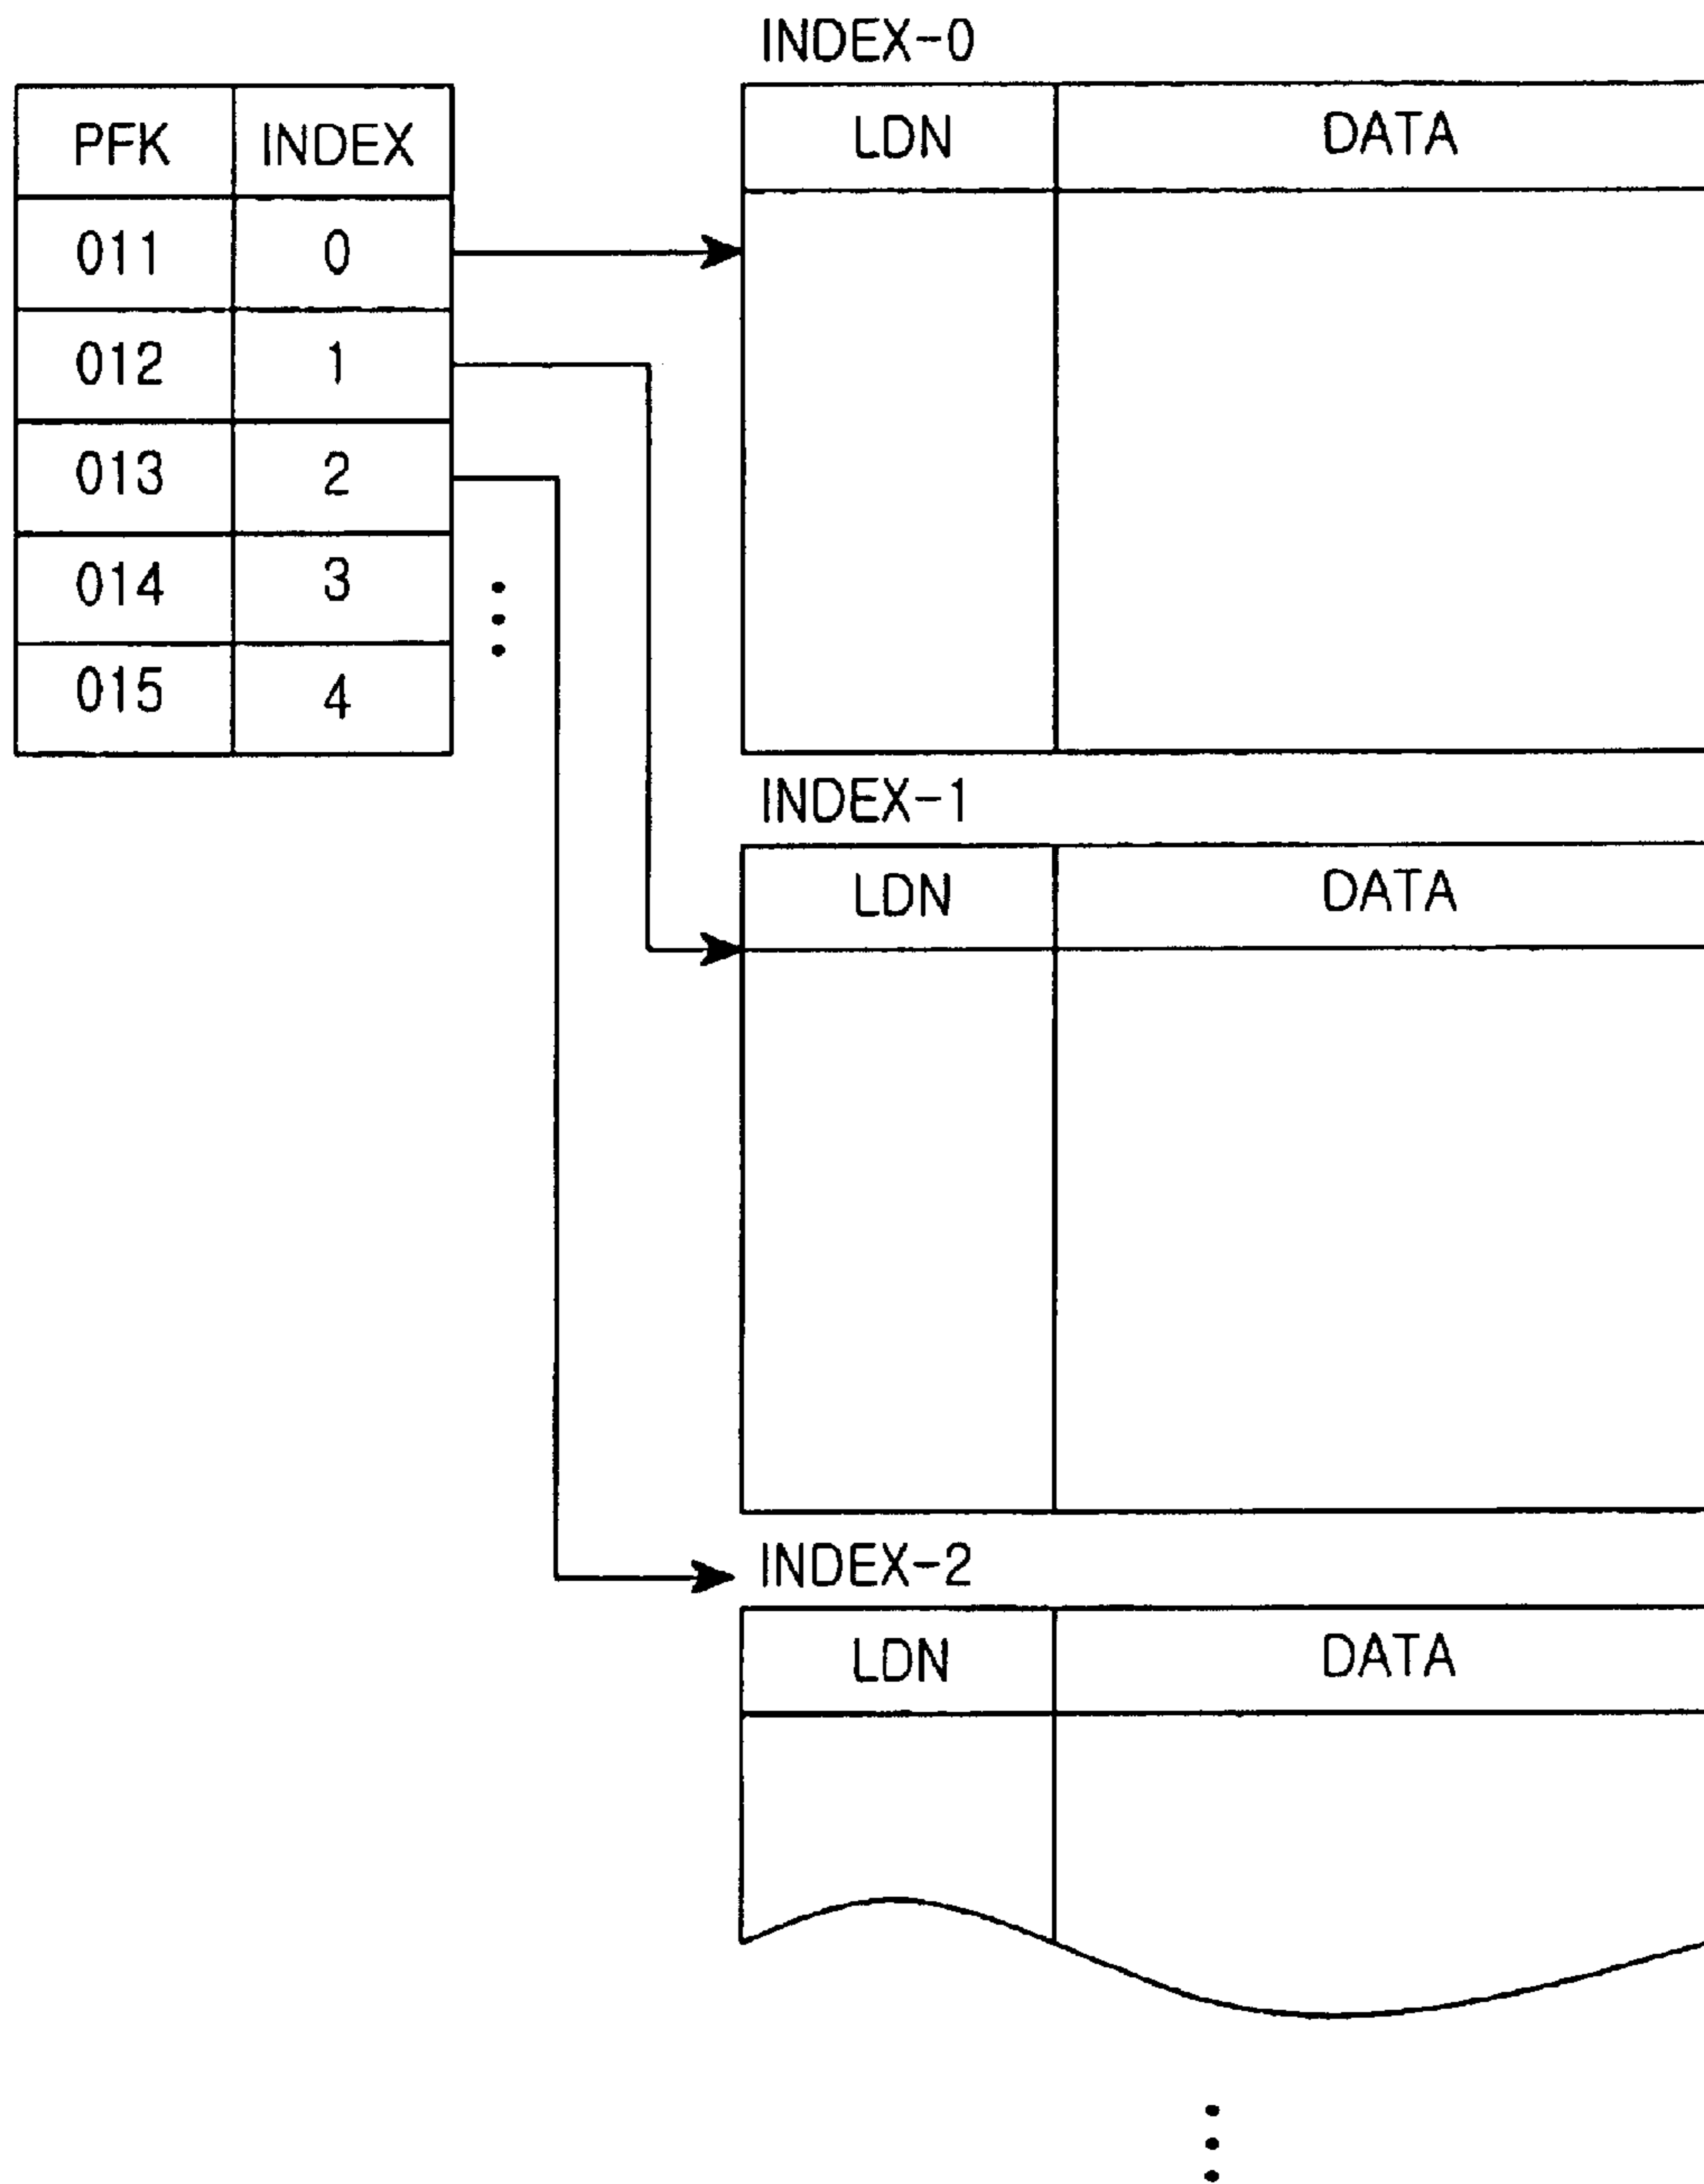 PFK INDEX
011 0
012 1
013 2
014 3
015 4
INDEX-0
LDN DATA
INDEX-1
LDN DATA
INDEX-2
LDN DATA